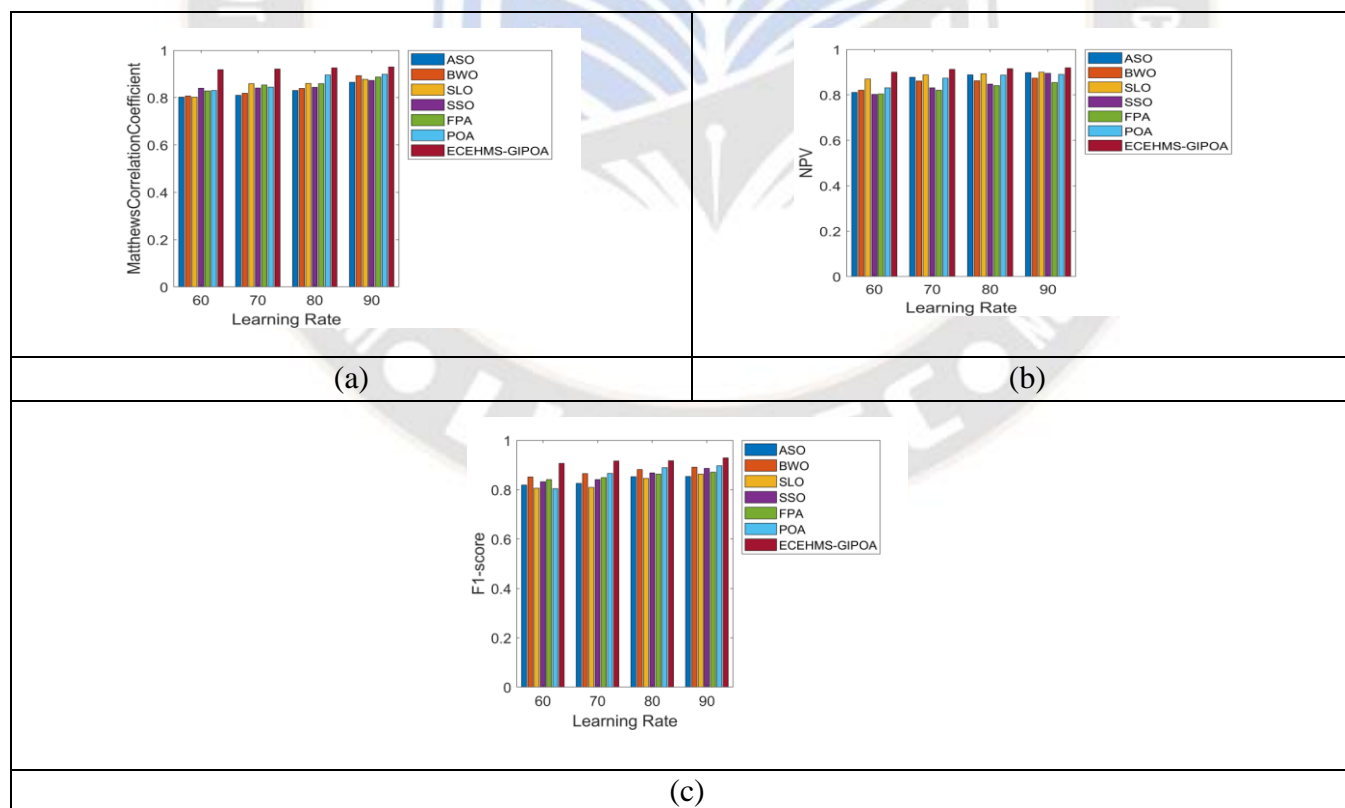 1
0.8
0.6
0.4
0.2
0
MatthewsCorrelationCoefficient
60 70 80 90
Learning Rate
ASO
BWO
SLO
SSO
FPA
POA
ECEHMS-GIPOA
1
0.8
0.6
0.4
0.2
0
NPV
60 70 80 90
Learning Rate
ASO
BWO
SLO
SSO
FPA
POA
ECEHMS-GIPOA
(a)
(b)
1
0.8
0.6
0.4
0.2
0
F1-score
60 70 80 90
Learning Rate
ASO
BWO
SLO
SSO
FPA
POA
ECEHMS-GIPOA
(c)